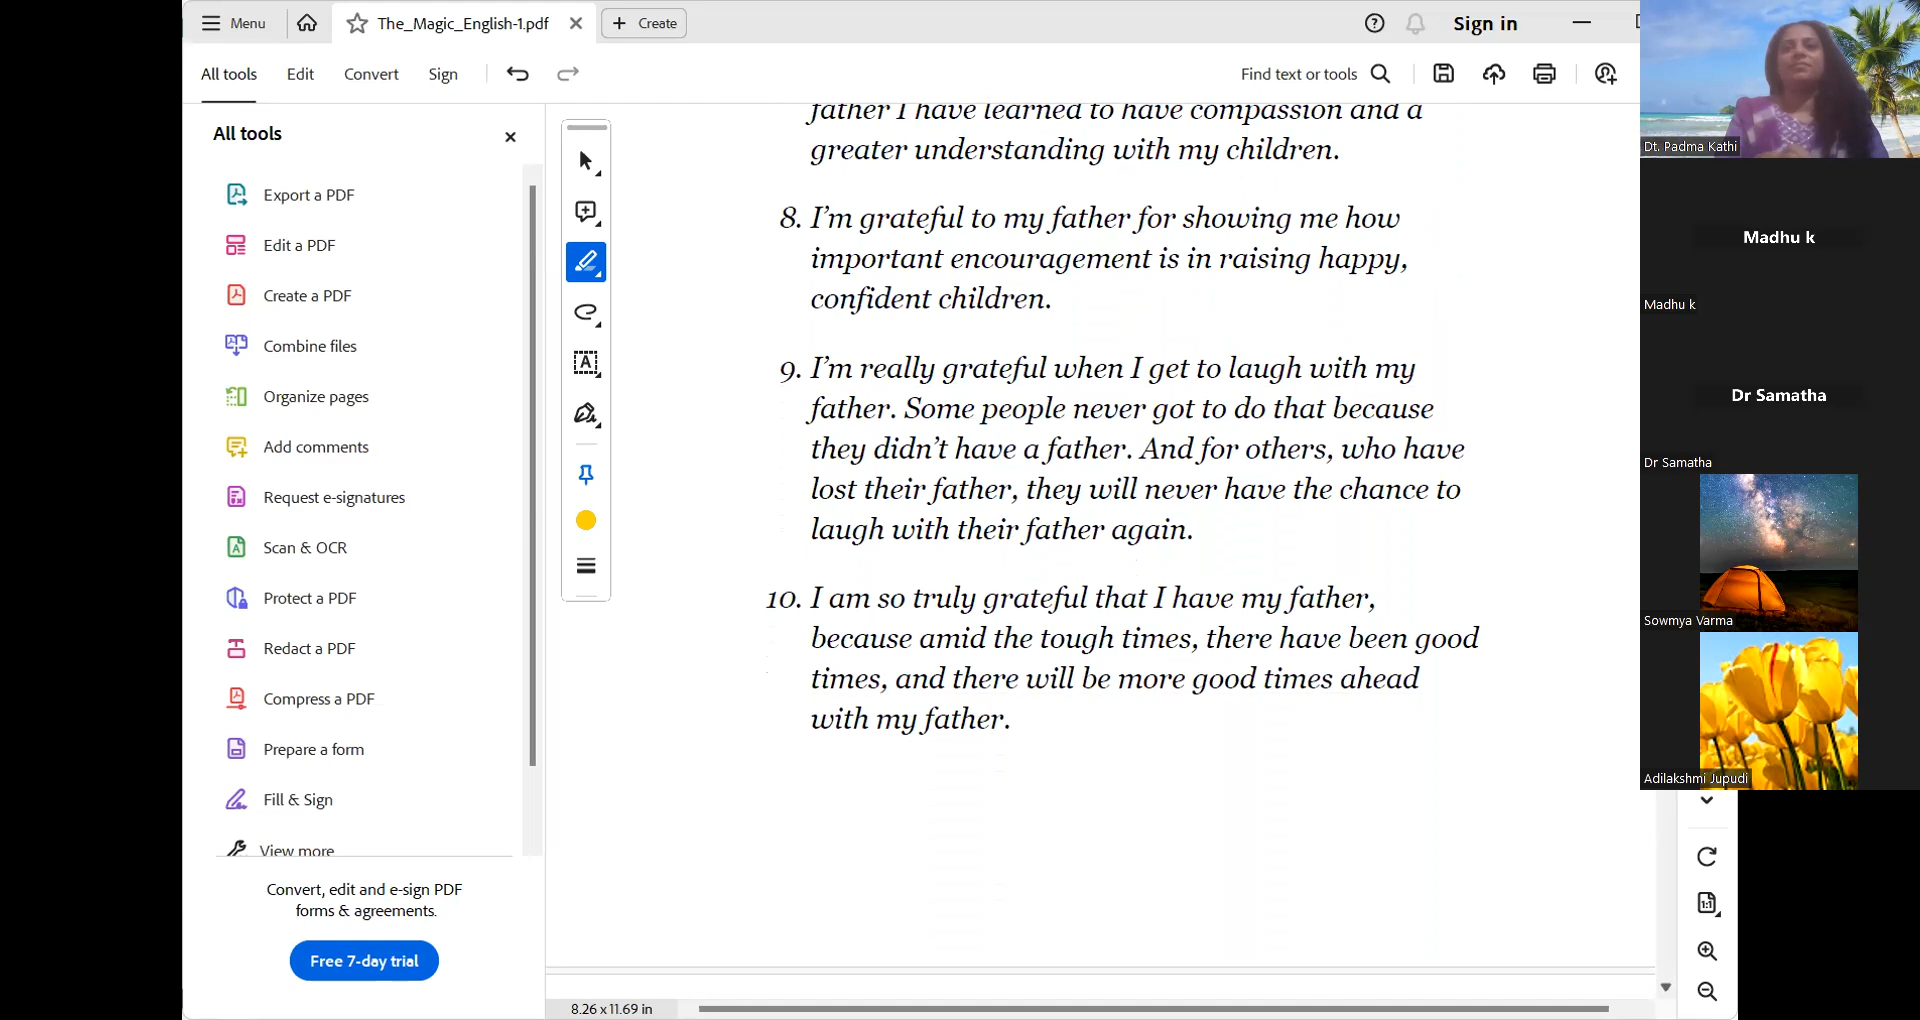 Menu
The_Magic_English-1.pdf
Create
Sign in
All tools
Edit
Convert
Sign
Find text or tools
All tools
Export a PDF
Edit a PDF
Create a PDF
Combine files
Organize pages
Add comments
Request e-signatures
Scan & OCR
Protect a PDF
Redact a PDF
Compress a PDF
Prepare a form
Fill & Sign
View more
Convert, edit and e-sign PDF
forms & agreements.
Free 7-day trial
father I have learned to have compassion and a
greater understanding with my children.
8. I’m grateful to my father for showing me how
important encouragement is in raising happy,
confident children.
9. I’m really grateful when I get to laugh with my
father. Some people never got to do that because
they didn’t have a father. And for others, who have
lost their father, they will never have the chance to
laugh with their father again.
10. I am so truly grateful that I have my father,
because amid the tough times, there have been good
times, and there will be more good times ahead
with my father.
8.26 x 11.69 in
1:1
Dt. Padma Kathi
Madhu k
Madhu k
Dr Samatha
Dr Samatha
Sowmya Varma
Adilakshmi Jupudi